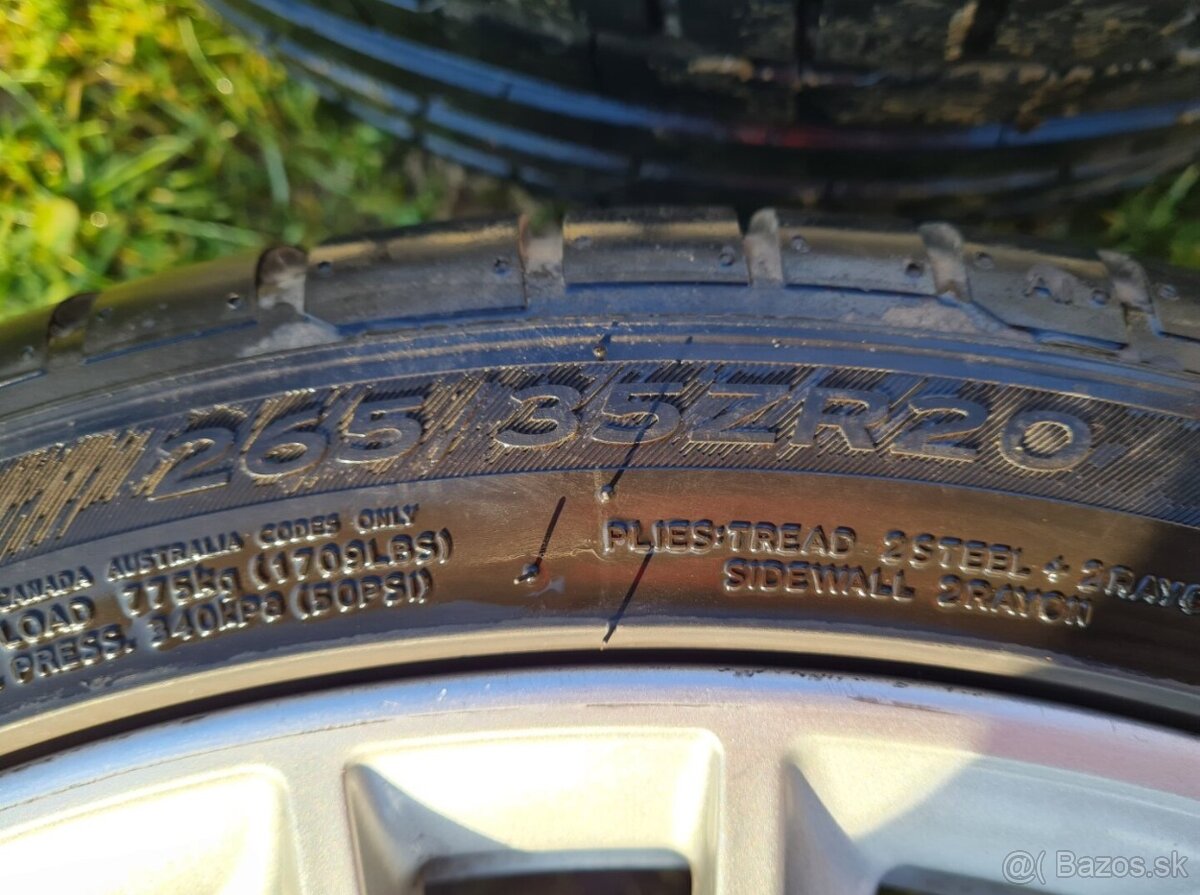 265/35ZR20
CANADA AUSTRALIA CODES ONLY
LOAD 775kg (1709LBS)
PRESS. 340kPa (50PSI)
PLIES:TREAD 2STEEL + 2RAYO
SIDEWALL 2RAYON
@( Bazos.sk